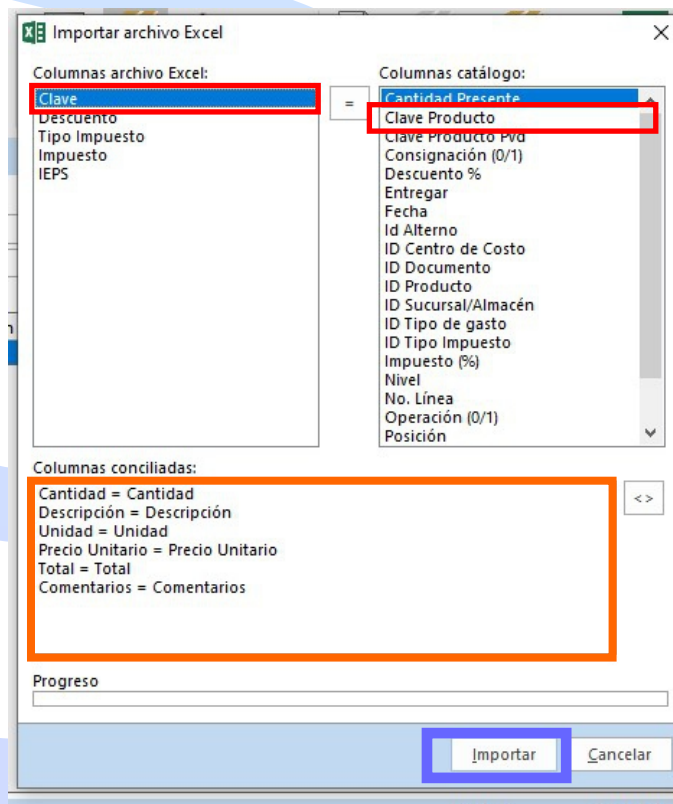 Importar archivo Excel
Columnas archivo Excel:
Clave
Descuento
Tipo Impuesto
Impuesto
IEPS
=
Columnas catálogo:
Cantidad Presente
Clave Producto
Clave Producto Pvd
Consignación (0/1)
Descuento %
Entregar
Fecha
Id Alterno
ID Centro de Costo
ID Documento
ID Producto
ID Sucursal/Almacén
ID Tipo de gasto
ID Tipo Impuesto
Impuesto (%)
Nivel
No. Línea
Operación (0/1)
Posición
Columnas conciliadas:
Cantidad = Cantidad
Descripción = Descripción
Unidad = Unidad
Precio Unitario = Precio Unitario
Total = Total
Comentarios = Comentarios
<>
Progreso
Importar
Cancelar